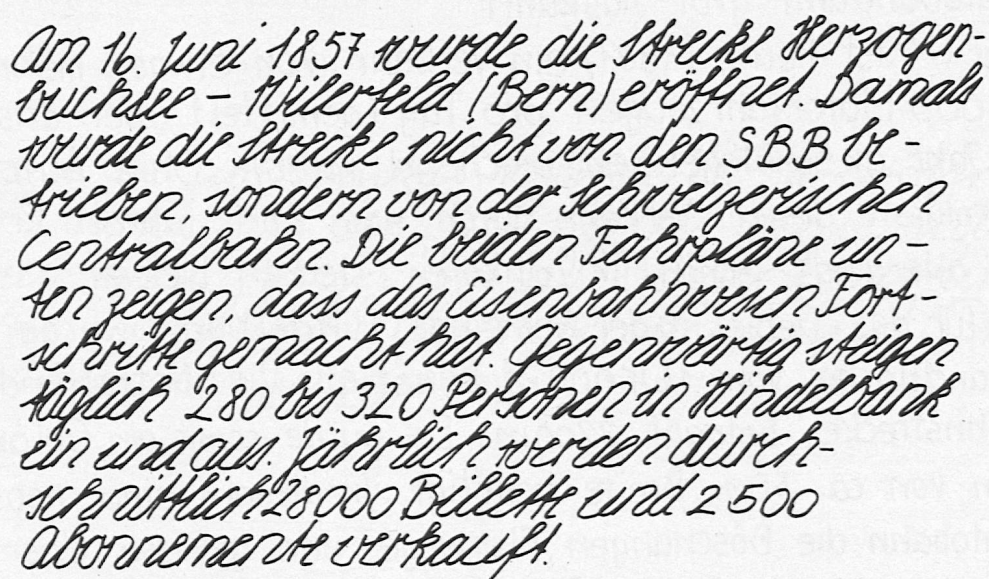 Am 16. Juni 1857 wurde die Strecke Herzogen-
buchsee – Wilerfeld (Bern) eröffnet. Damals
wurde die Strecke nicht von den SBB be-
trieben, sondern von der Schweizerischen
Centralbahn. Die beiden Fahrpläne un-
ten zeigen, dass das Eisenbahnwesen Fort-
schritte gemacht hat. Gegenwärtig steigen
täglich 280 bis 320 Personen in Hindelbank
ein und aus. Jährlich werden durch-
schnittlich 28000 Billette und 2500
Abonnemente verkauft.